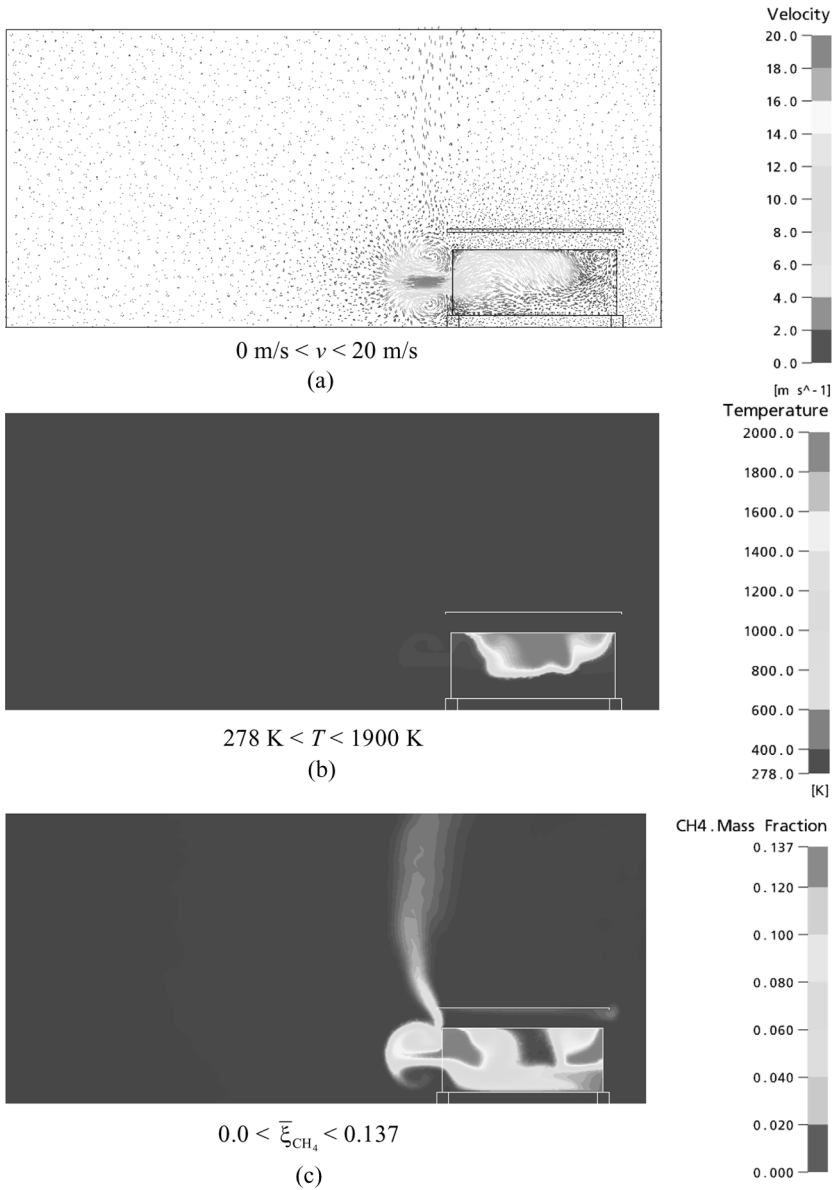 Velocity
20.0
18.0
16.0
14.0
12.0
10.0
8.0
6.0
4.0
2.0
0.0
[m s^-1]
0 m/s < v < 20 m/s
(a)
Temperature
2000.0
1800.0
1600.0
1400.0
1200.0
1000.0
800.0
600.0
400.0
278.0
[K]
278 K < T < 1900 K
(b)
CH4.Mass Fraction
0.137
0.120
0.100
0.080
0.060
0.040
0.020
0.000
0.0 < ξ̅CH₄ < 0.137
(c)